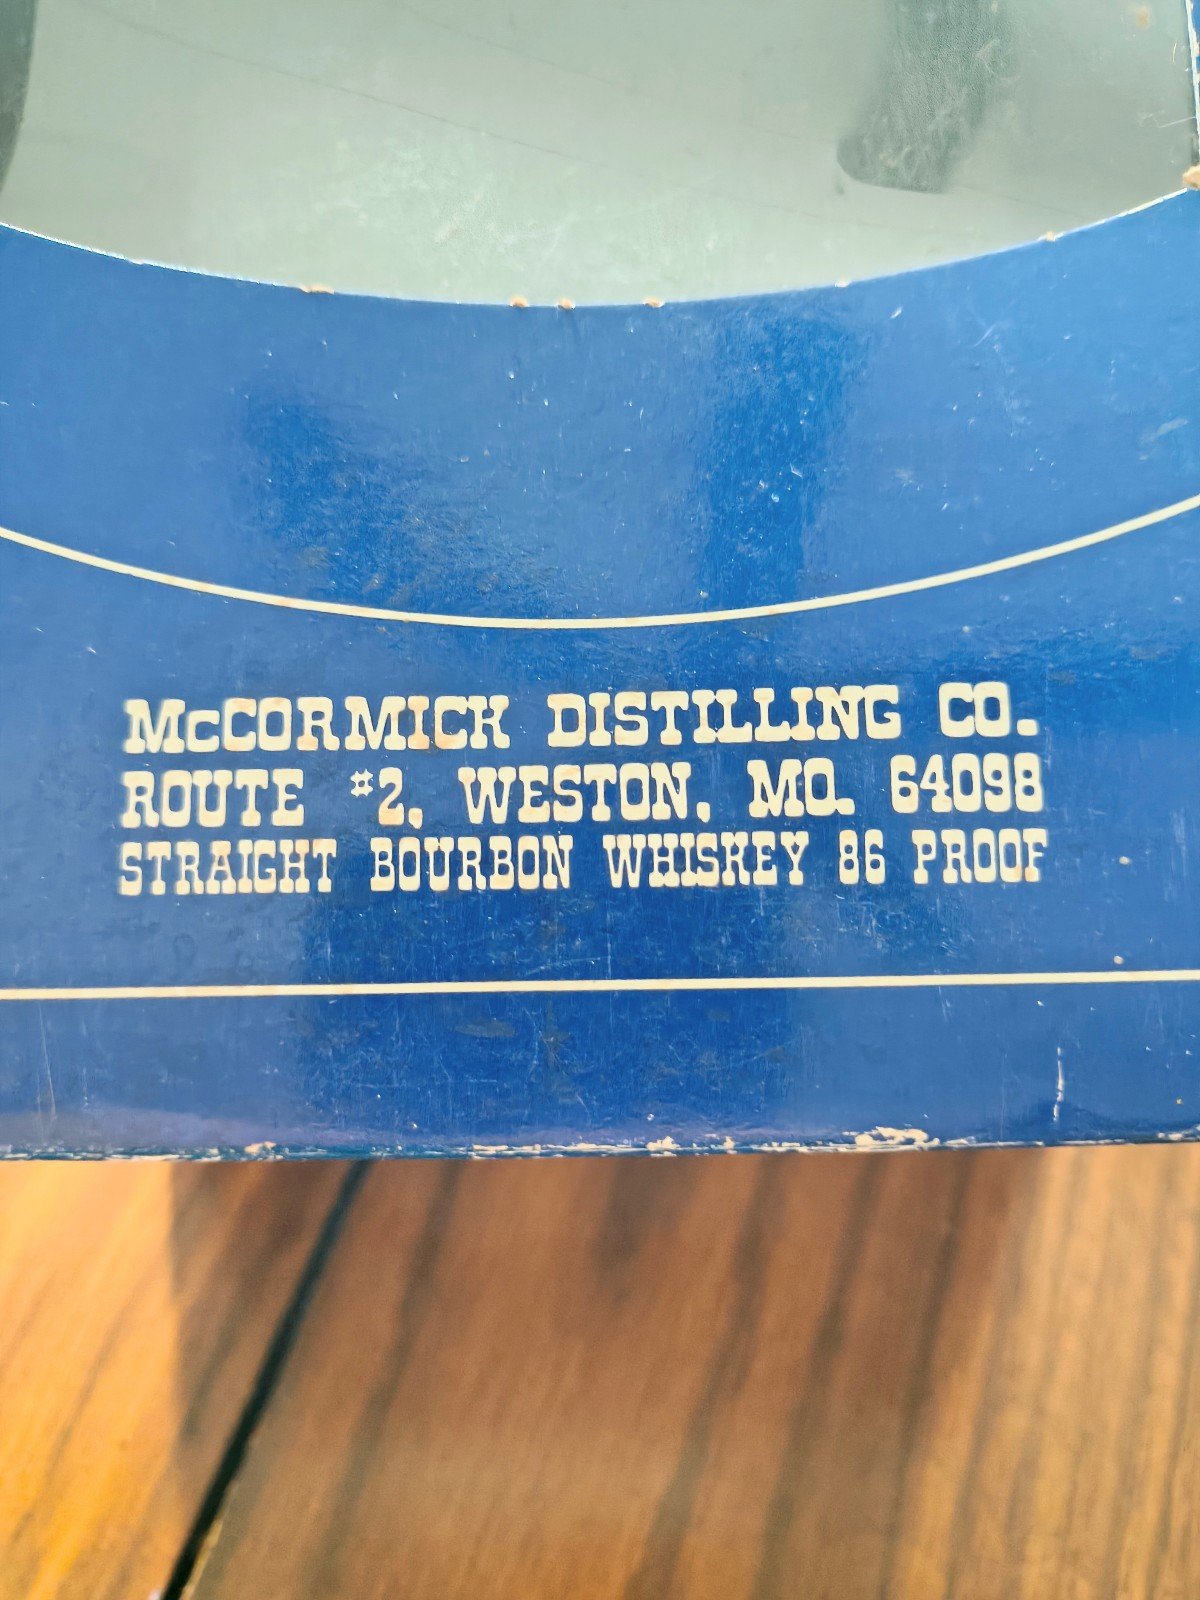 McCORMICK DISTILLING CO.
ROUTE #2, WESTON, MO. 64098
STRAIGHT BOURBON WHISKEY 86 PROOF